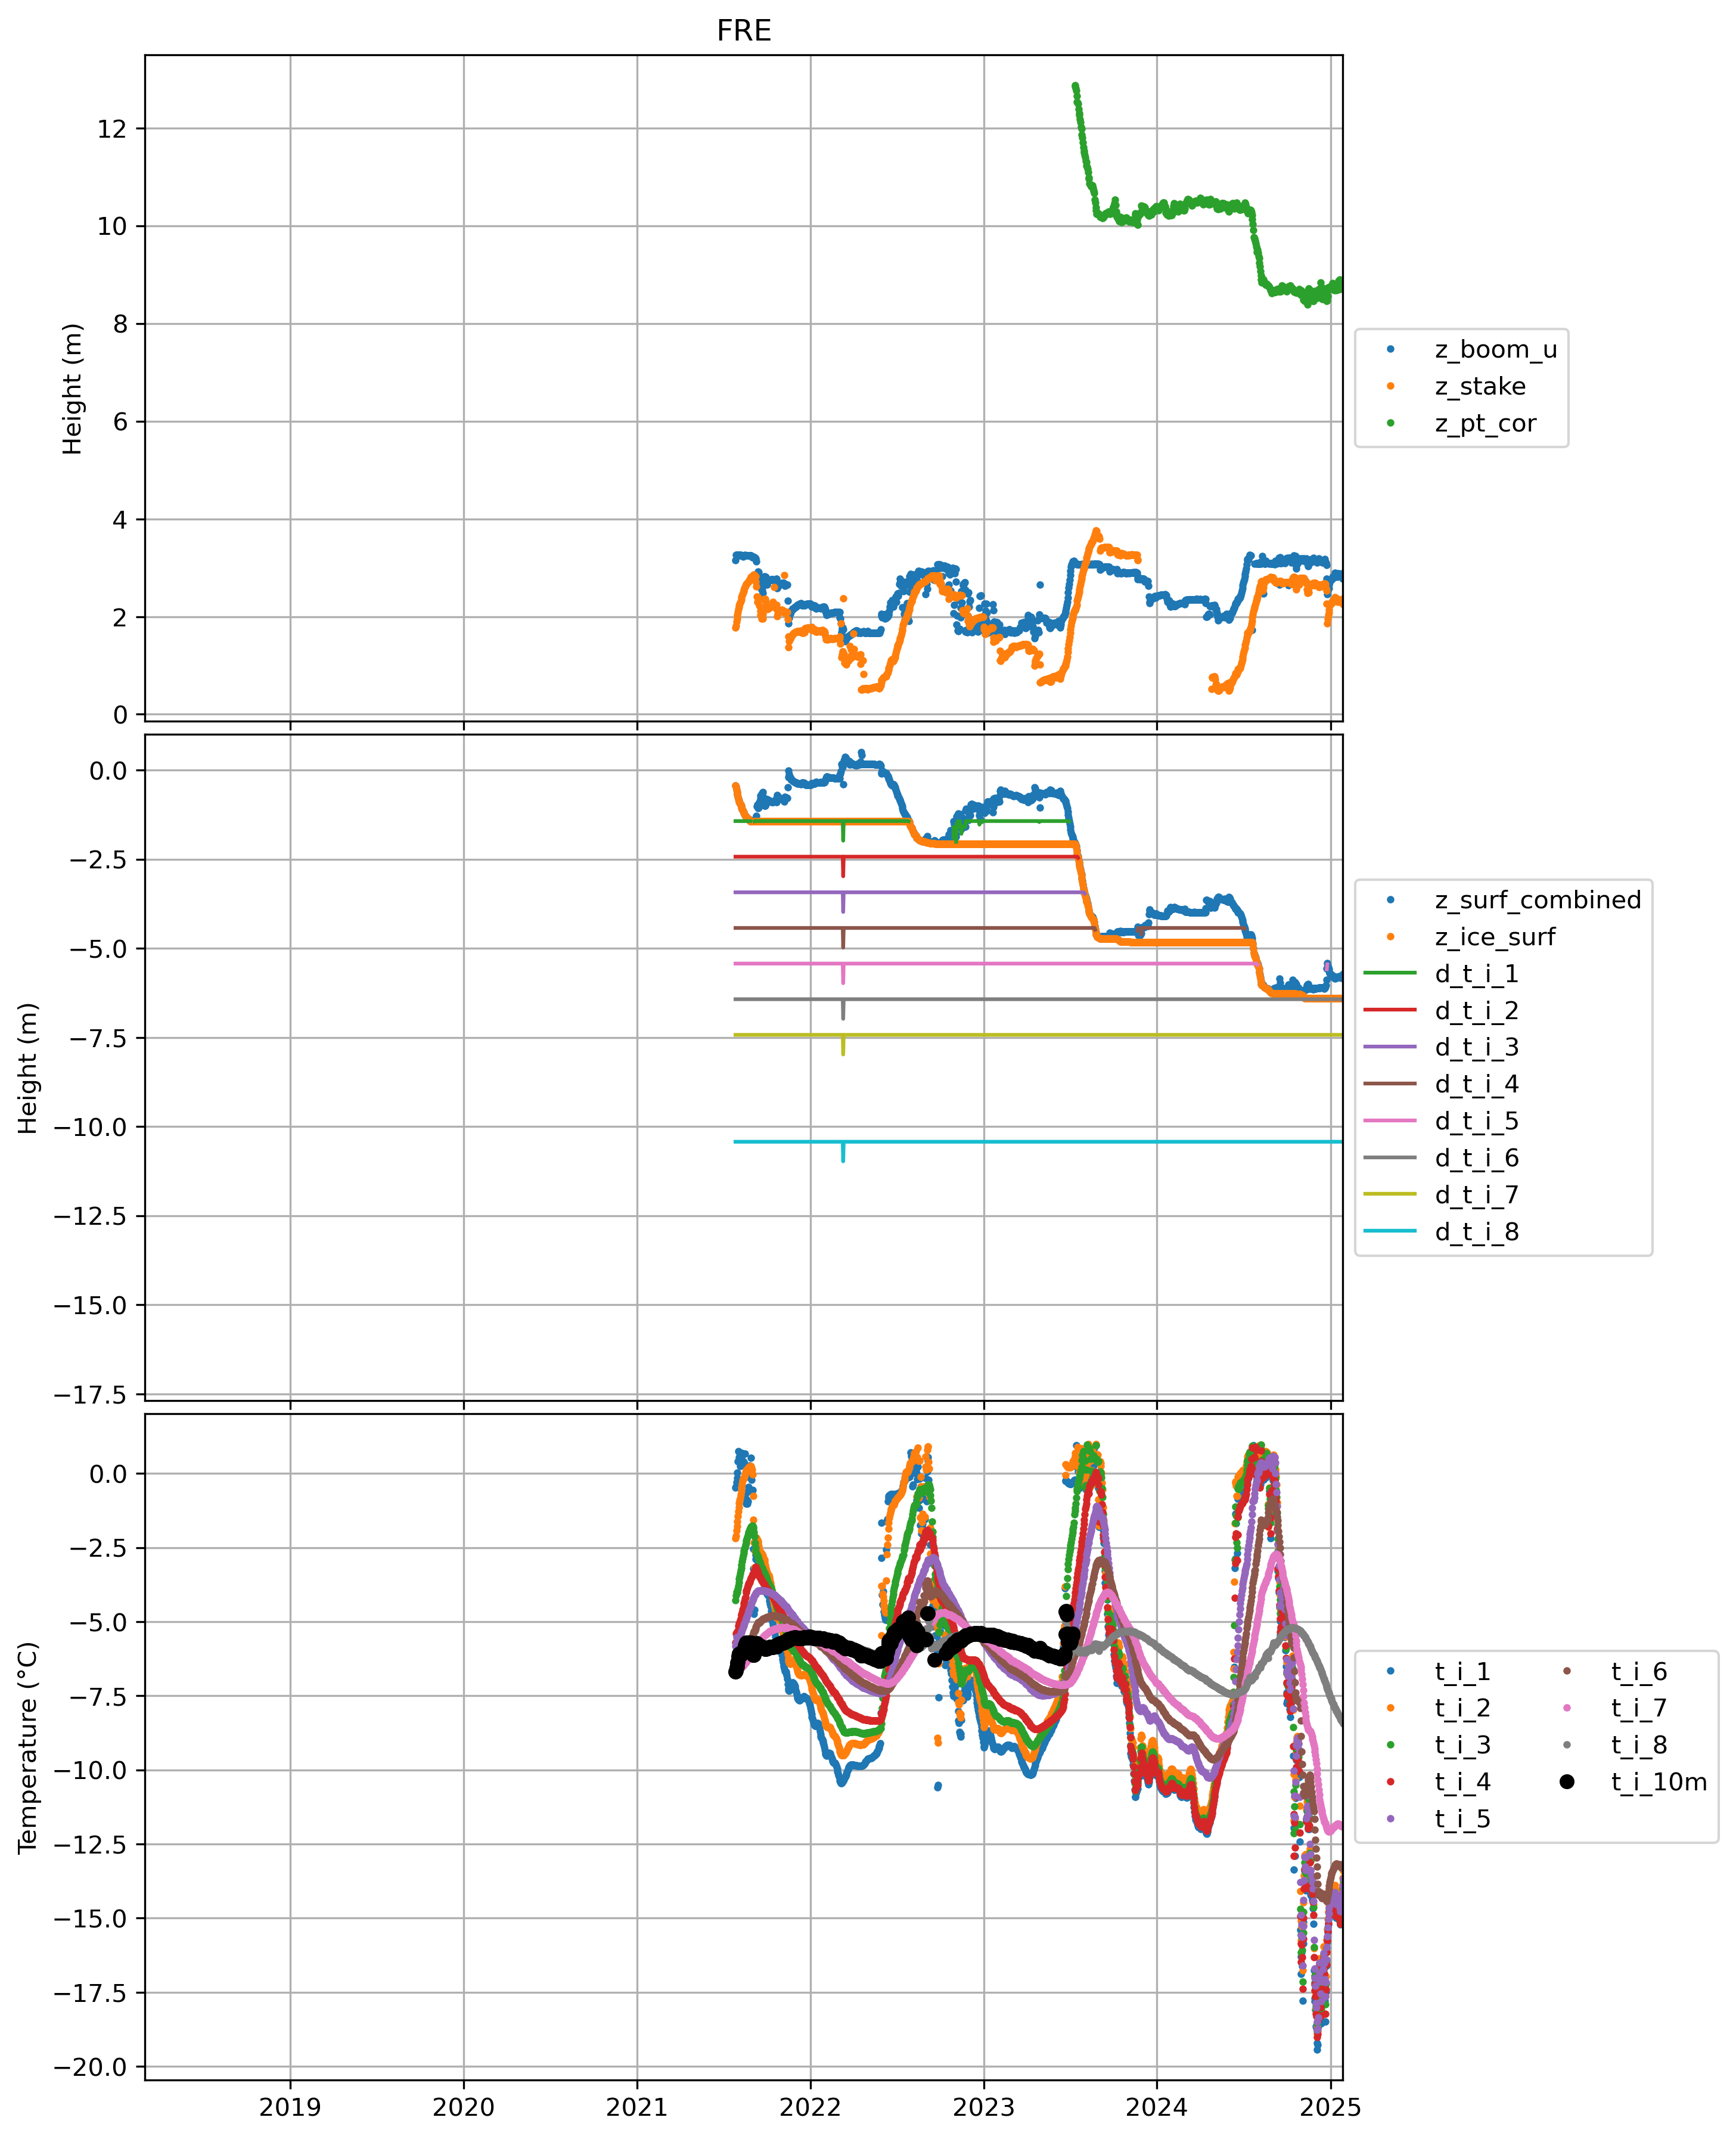 FRE
12
10
8
6
4
2
0
Height (m)
z_boom_u
z_stake
z_pt_cor
0.0
−2.5
−5.0
−7.5
−10.0
−12.5
−15.0
−17.5
Height (m)
z_surf_combined
z_ice_surf
d_t_i_1
d_t_i_2
d_t_i_3
d_t_i_4
d_t_i_5
d_t_i_6
d_t_i_7
d_t_i_8
0.0
−2.5
−5.0
−7.5
−10.0
−12.5
−15.0
−17.5
−20.0
Temperature (°C)
t_i_1
t_i_2
t_i_3
t_i_4
t_i_5
t_i_6
t_i_7
t_i_8
t_i_10m
2019 2020 2021 2022 2023 2024 2025